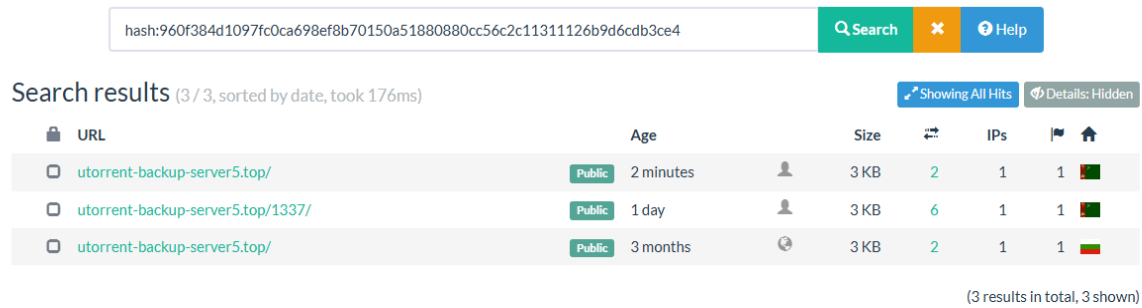 hash:960f384d1097fc0ca698ef8b70150a51880880cc56c2c11311126b9d6cdb3ce4 Search Help
Search results (3 / 3, sorted by date, took 176ms) Showing All Hits Details: Hidden
URL Age Size IPs
utorrent-backup-server5.top/ Public 2 minutes 3 KB 2 1 1
utorrent-backup-server5.top/1337/ Public 1 day 3 KB 6 1 1
utorrent-backup-server5.top/ Public 3 months 3 KB 2 1 1
(3 results in total, 3 shown)